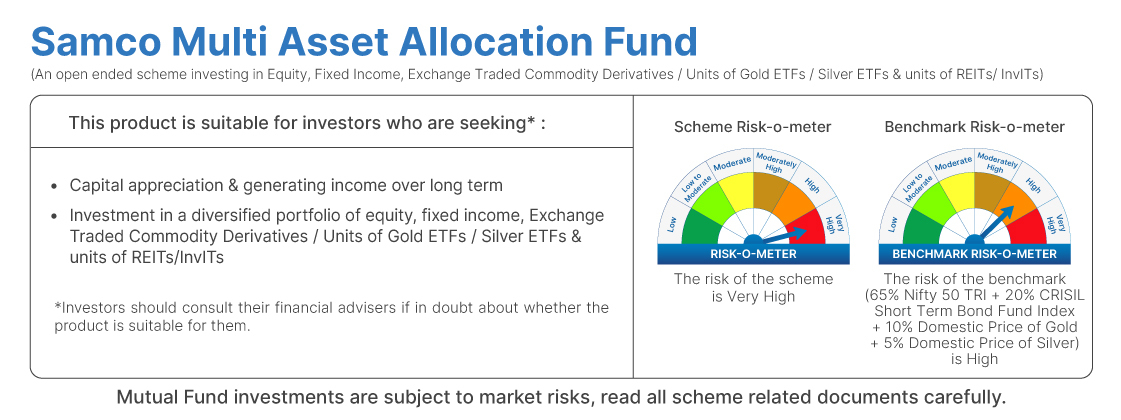 Samco Multi Asset Allocation Fund
(An open ended scheme investing in Equity, Fixed Income, Exchange Traded Commodity Derivatives / Units of Gold ETFs / Silver ETFs & units of REITs/ InvITs)
This product is suitable for investors who are seeking* :
• Capital appreciation & generating income over long term
• Investment in a diversified portfolio of equity, fixed income, Exchange
Traded Commodity Derivatives / Units of Gold ETFs / Silver ETFs &
units of REITs/InvITs
*Investors should consult their financial advisers if in doubt about whether the
product is suitable for them.
Scheme Risk-o-meter
Low
Low to
Moderate
Moderate
Moderately
High
High
Very
High
RISK-O-METER
The risk of the scheme
is Very High
Benchmark Risk-o-meter
Low
Low to
Moderate
Moderate
Moderately
High
High
Very
High
BENCHMARK RISK-O-METER
The risk of the benchmark
(65% Nifty 50 TRI + 20% CRISIL
Short Term Bond Fund Index
+ 10% Domestic Price of Gold
+ 5% Domestic Price of Silver)
is High
Mutual Fund investments are subject to market risks, read all scheme related documents carefully.